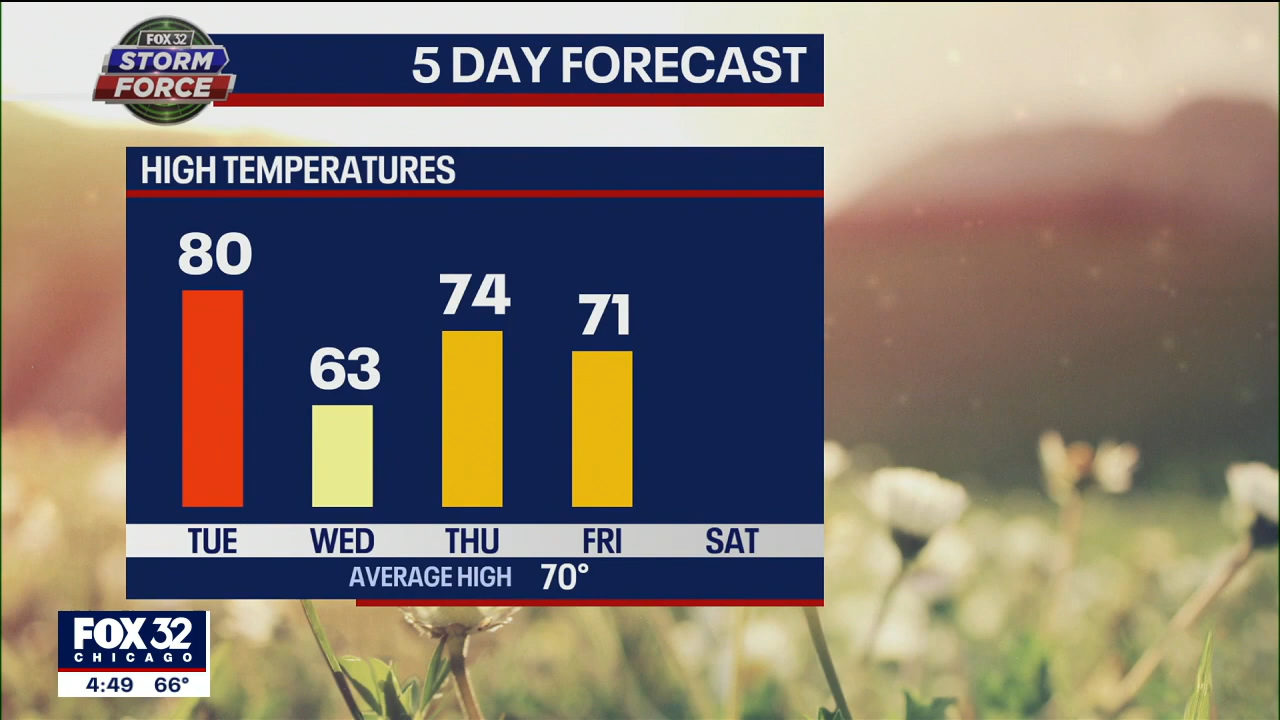 FOX 32
STORM
FORCE
5 DAY FORECAST
HIGH TEMPERATURES
80
63
74
71
TUE
WED
THU
FRI
SAT
AVERAGE HIGH 70°
FOX 32
CHICAGO
4:49 66°